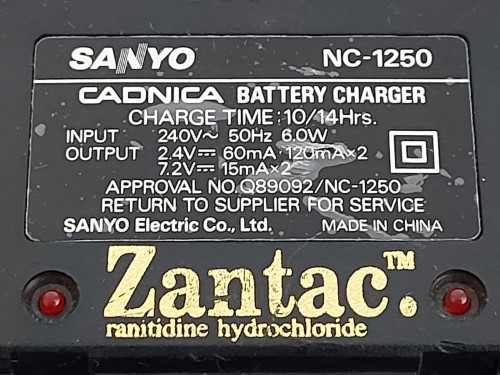 SANYO NC-1250
CADNICA BATTERY CHARGER
CHARGE TIME:10/14Hrs.
INPUT 240V~ 50Hz 6.0W
OUTPUT 2.4V⎓ 60mA 120mA×2
7.2V⎓ 15mA×2
APPROVAL NO.Q89092/NC-1250
RETURN TO SUPPLIER FOR SERVICE
SANYO Electric Co., Ltd. MADE IN CHINA
Zantac.™
ranitidine hydrochloride